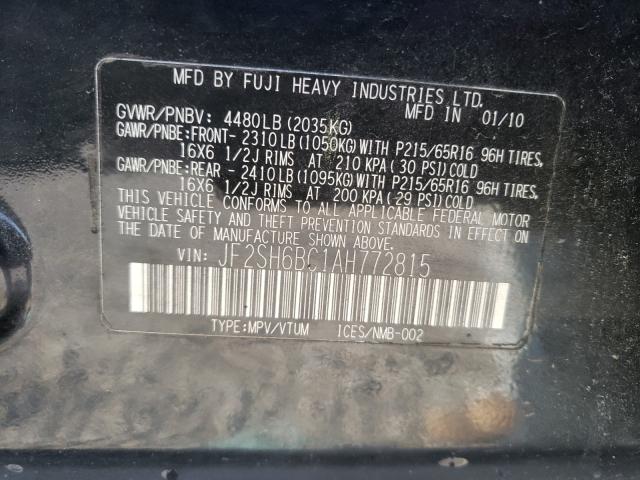 MFD BY FUJI HEAVY INDUSTRIES LTD.
MFD IN 01/10
GVWR/PNBV: 4480LB(2035KG)
GAWR/PNBE:FRONT- 2310LB(1050KG)WITH P215/65R16 96H TIRES,
16X6 1/2J RIMS AT 210 KPA(30 PSI)COLD
GAWR/PNBE:REAR - 2410LB(1095KG)WITH P215/65R16 96H TIRES,
16X6 1/2J RIMS AT 200 KPA(29 PSI)COLD
THIS VEHICLE CONFORMS TO ALL APPLICABLE FEDERAL MOTOR
VEHICLE SAFETY AND THEFT PREVENTION STANDARDS IN EFFECT ON
THE DATE OF MANUFACTURE SHOWN ABOVE.
VIN: JF2SH6BC1AH772815
TYPE:MPV/VTUM ICES/NMB-002